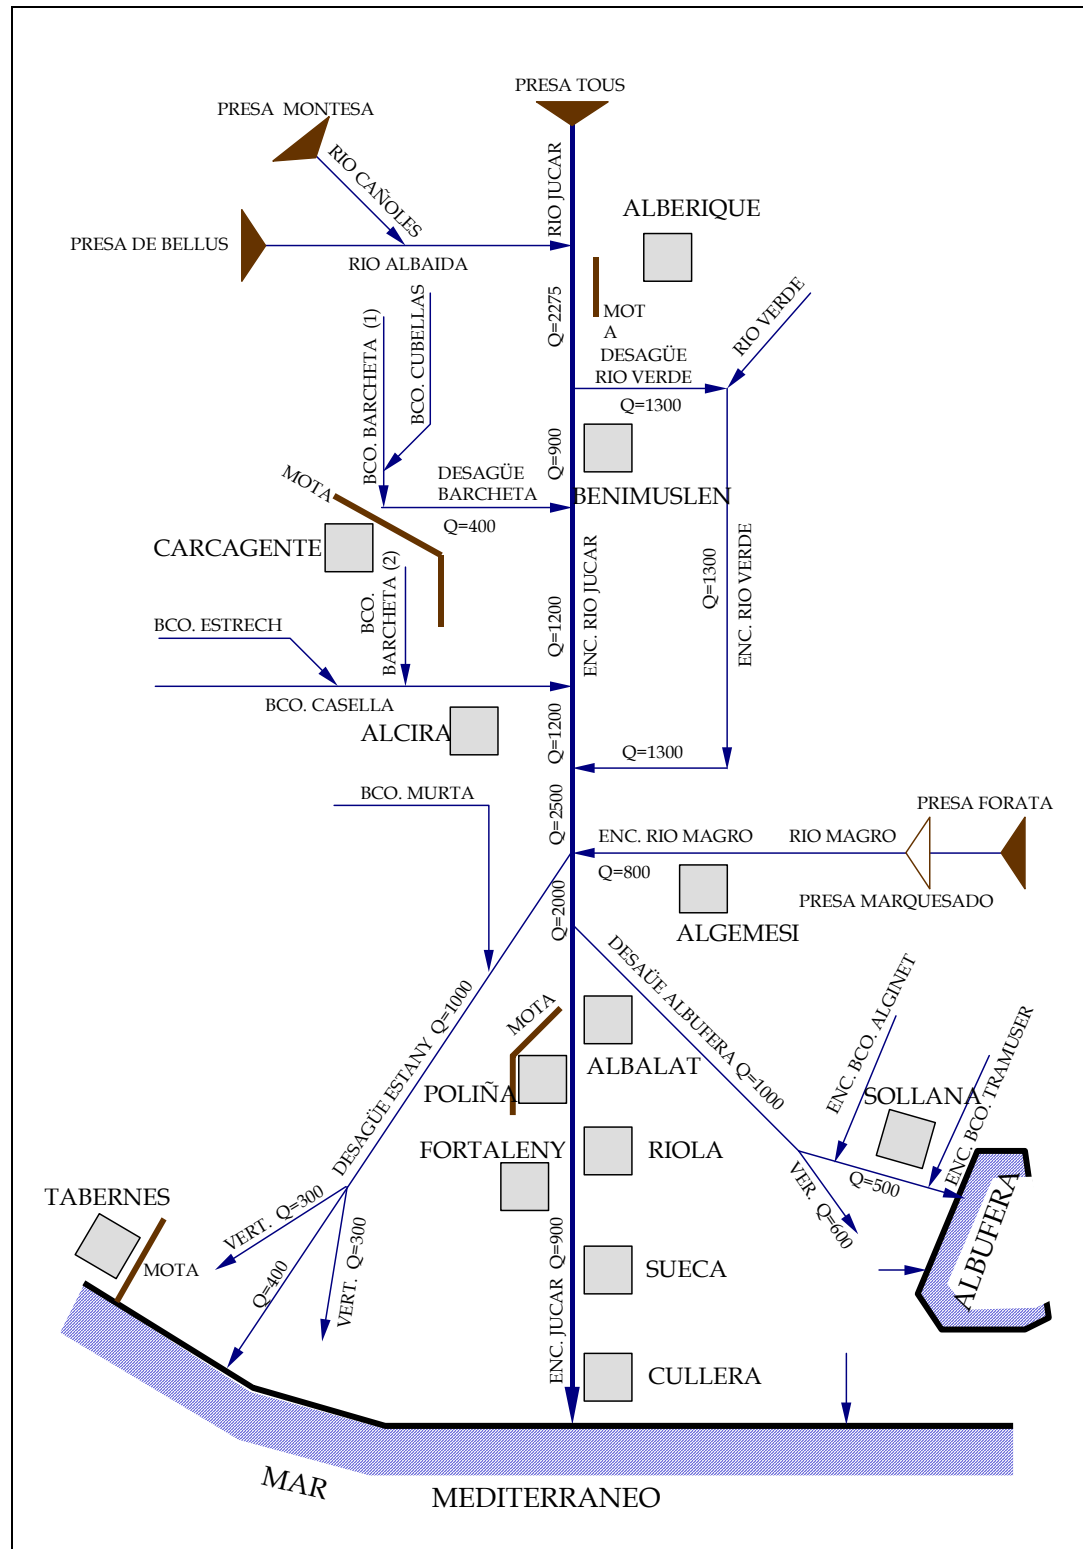 PRESA TOUS
PRESA MONTESA
RIO CAÑOLES
RIO JUCAR
ALBERIQUE
PRESA DE BELLUS
RIO ALBAIDA
Q=2275
MOT
A
RIO VERDE
BCO. BARCHETA (1)
BCO. CUBELLAS
DESAGÜE
RIO VERDE
Q=1300
Q=900
BENIMUSLEN
MOTA
DESAGÜE
BARCHETA
Q=400
CARCAGENTE
BCO.
BARCHETA (2)
ENC. RIO JUCAR
Q=1300
ENC. RIO VERDE
BCO. ESTRECH
Q=1200
BCO. CASELLA
ALCIRA
Q=1200
Q=1300
BCO. MURTA
Q=2500
ENC. RIO MAGRO
RIO MAGRO
PRESA FORATA
Q=800
PRESA MARQUESADO
Q=2000
ALGEMESI
DESAÜE ALBUFERA Q=1000
ENC. BCO. ALGINET
ENC. BCO. TRAMUSER
DESAGÜE ESTANY Q=1000
MOTA
ALBALAT
POLIÑA
SOLLANA
FORTALENY
RIOLA
Q=500
VER. Q=600
TABERNES
VERT. Q=300
MOTA
Q=400
VERT. Q=300
ENC. JUCAR Q=900
SUECA
ALBUFERA
CULLERA
MAR
MEDITERRANEO